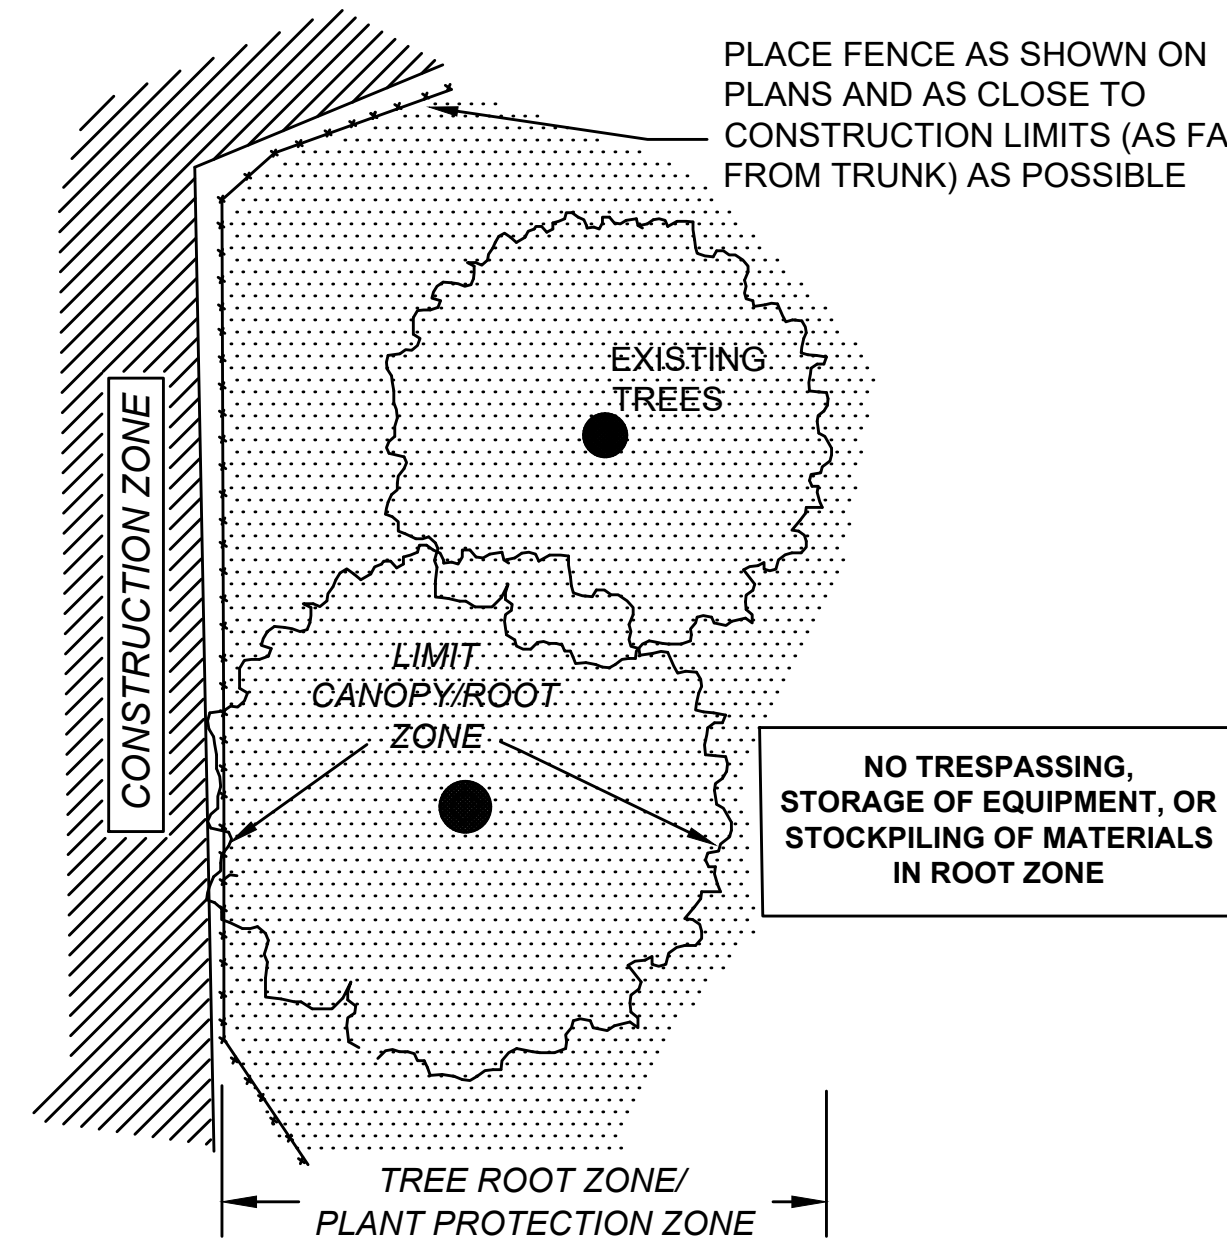 PLACE FENCE AS SHOWN ON
PLANS AND AS CLOSE TO
CONSTRUCTION LIMITS (AS FA
FROM TRUNK) AS POSSIBLE
EXISTING
TREES
CONSTRUCTION ZONE
LIMIT
CANOPY/ROOT
ZONE
NO TRESPASSING,
STORAGE OF EQUIPMENT, OR
STOCKPILING OF MATERIALS
IN ROOT ZONE
TREE ROOT ZONE/
PLANT PROTECTION ZONE